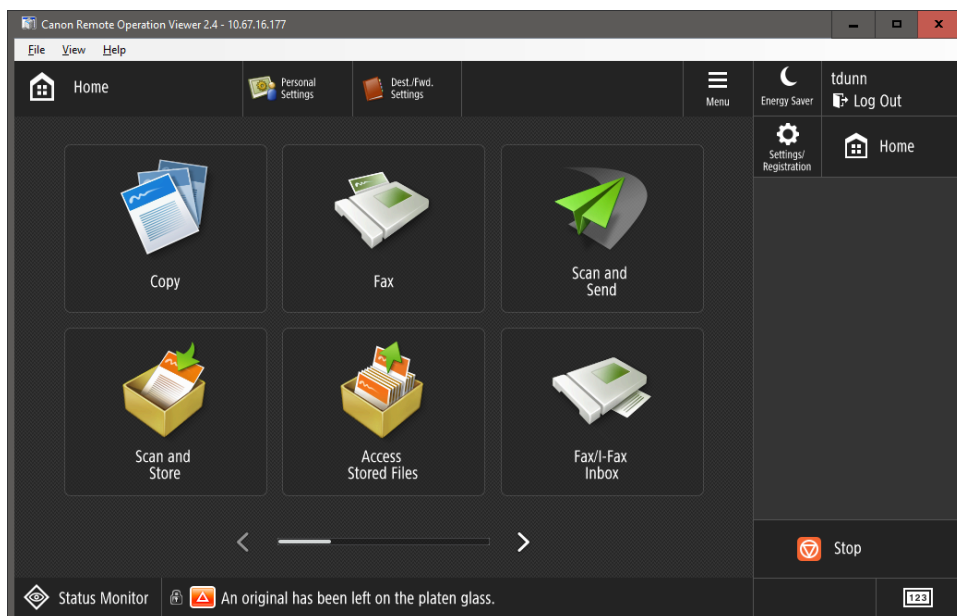 Canon Remote Operation Viewer 2.4 - 10.67.16.177
File View Help
Home
Personal
Settings
Dest./Fwd.
Settings
Menu
Energy Saver
tdunn
Log Out
Settings/
Registration
Home
Copy
Fax
Scan and
Send
Scan and
Store
Access
Stored Files
Fax/I-Fax
Inbox
Stop
Status Monitor
An original has been left on the platen glass.
123